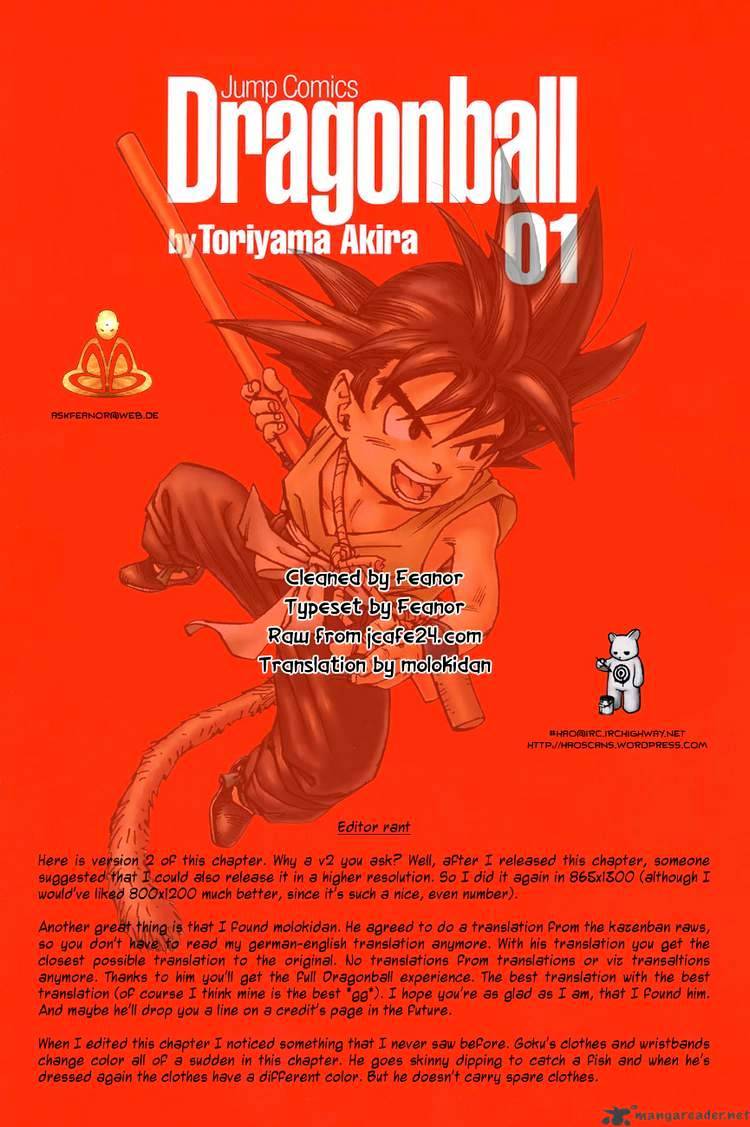 Jump Comics
Dragonball
by Toriyama Akira
01
ASKFEANOR@WEB.DE
Cleaned by Feanor
Typeset by Feanor
Raw from jcafe24.com
Translation by molokidan
#HAO@IRC.IRCHIGHWAY.NET
HTTP://HAOSCANS.WORDPRESS.COM
Editor rant
Here is version 2 of this chapter. Why a v2 you ask? Well, after I released this chapter, someone
suggested that I could also release it in a higher resolution. So I did it again in 865x1300 (although I
would've liked 800x1200 much better, since it's such a nice, even number).
Another great thing is that I found molokidan. He agreed to do a translation from the kazenban raws,
so you don't have to read my german-english translation anymore. With his translation you get the
closest possible translation to the original. No translations from translations or viz transaltions
anymore. Thanks to him you'll get the full Dragonball experience. The best translation with the best
translation (of course I think mine is the best *gg*). I hope you're as glad as I am, that I found him.
And maybe he'll drop you a line on a credit's page in the future.
When I edited this chapter I noticed something that I never saw before. Goku's clothes and wristbands
change color all of a sudden in this chapter. He goes skinny dipping to catch a fish and when he's
dressed again the clothes have a different color. But he doesn't carry spare clothes.
mangareader.net